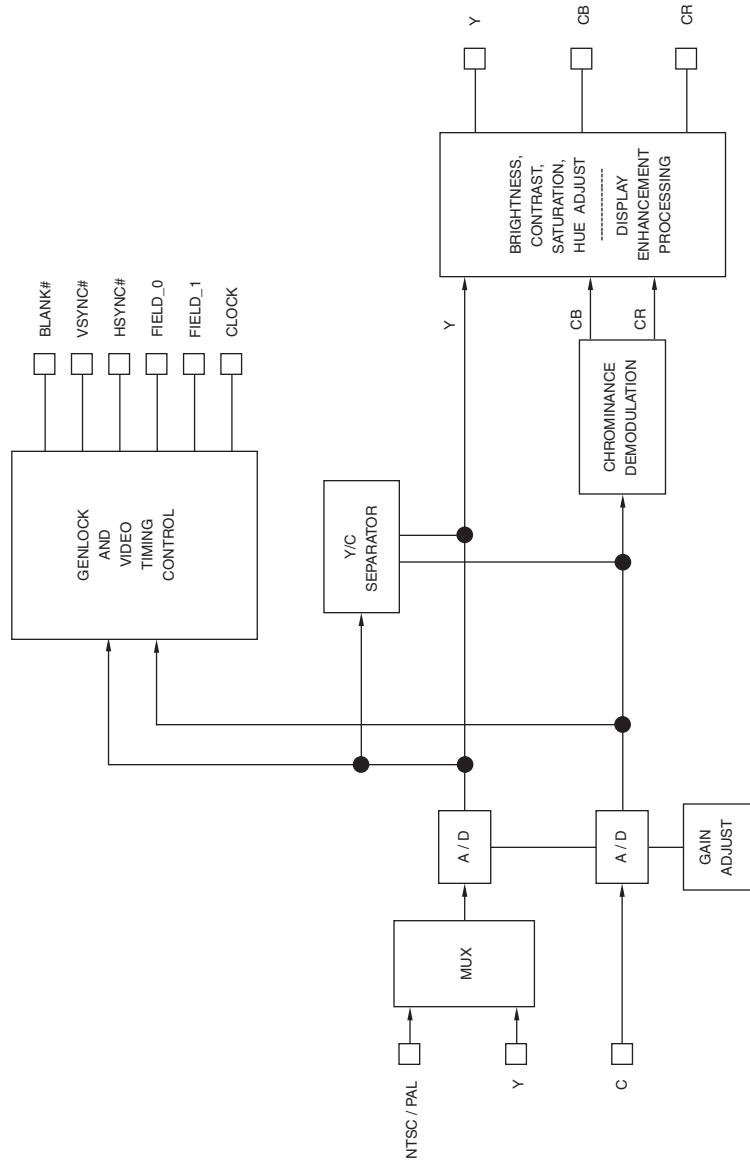 BLANK#
VSYNC#
HSYNC#
FIELD_0
FIELD_1
CLOCK
GENLOCK
AND
VIDEO
TIMING
CONTROL
Y/C
SEPARATOR
NTSC / PAL
Y
C
MUX
A / D
A / D
GAIN
ADJUST
CHROMINANCE
DEMODULATION
Y
CB
CR
BRIGHTNESS,
CONTRAST,
SATURATION,
HUE ADJUST
------------
DISPLAY
ENHANCEMENT
PROCESSING
Y
CB
CR